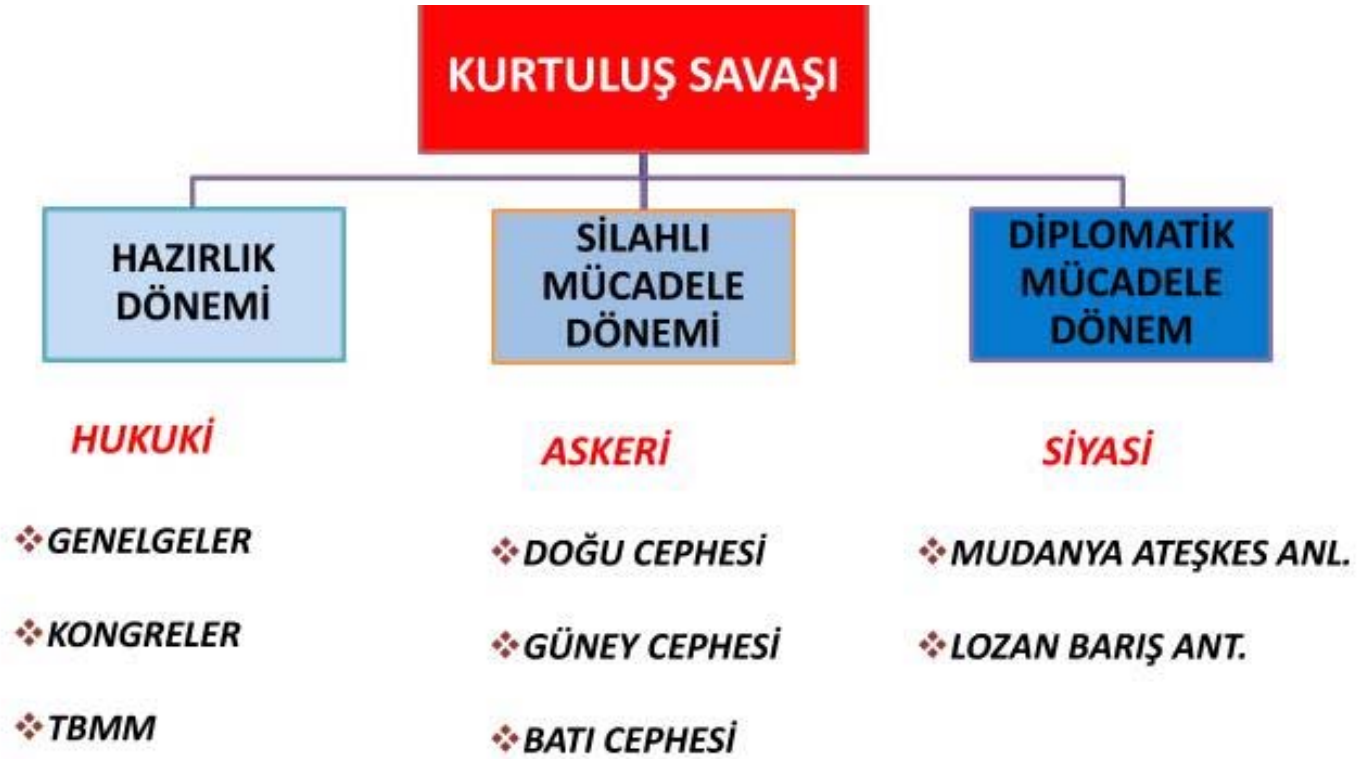 KURTULUŞ SAVAŞI
HAZIRLIK
DÖNEMİ
HUKUKİ
❖GENELGELER
❖KONGRELER
❖TBMM
SİLAHLI
MÜCADELE
DÖNEMİ
ASKERİ
❖DOĞU CEPHESİ
❖GÜNEY CEPHESİ
❖BATI CEPHESİ
DİPLOMATİK
MÜCADELE
DÖNEM
SİYASİ
❖MUDANYA ATEŞKES ANL.
❖LOZAN BARIŞ ANT.